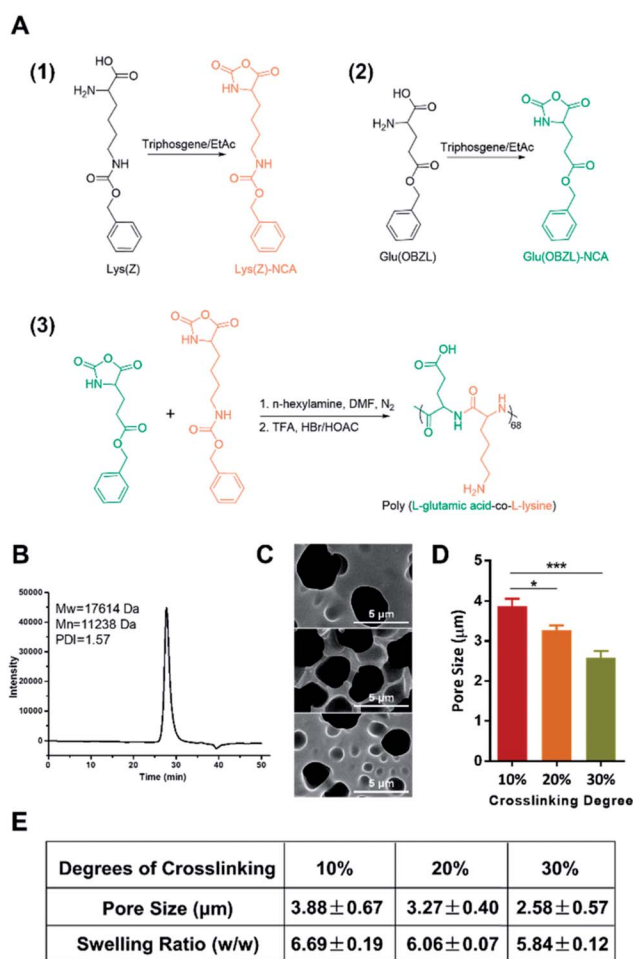 A
(1)
(2)
HO
O
H₂N
NH
O
O
Lys(Z)
Triphosgene/EtAc
O
O
O
HN
NH
O
O
Lys(Z)-NCA
HO
O
H₂N
O
O
Glu(OBZL)
Triphosgene/EtAc
O
O
O
HN
O
O
Glu(OBZL)-NCA
(3)
O
O
O
HN
O
O
+
O
O
O
HN
NH
O
O
1. n-hexylamine, DMF, N₂
2. TFA, HBr/HOAC
OH
O
O
N
H
O
H
N
68
NH₂
Poly (L-glutamic acid-co-L-lysine)
B
Mw=17614 Da
Mn=11238 Da
PDI=1.57
Intensity
50000
40000
30000
20000
10000
0
0 10 20 30 40 50
Time (min)
C
5 µm
5 µm
5 µm
D
***
*
Pore Size (µm)
5
4
3
2
1
0
10% 20% 30%
Crosslinking Degree
E
Degrees of Crosslinking 10% 20% 30%
Pore Size (µm) 3.88±0.67 3.27±0.40 2.58±0.57
Swelling Ratio (w/w) 6.69±0.19 6.06±0.07 5.84±0.12